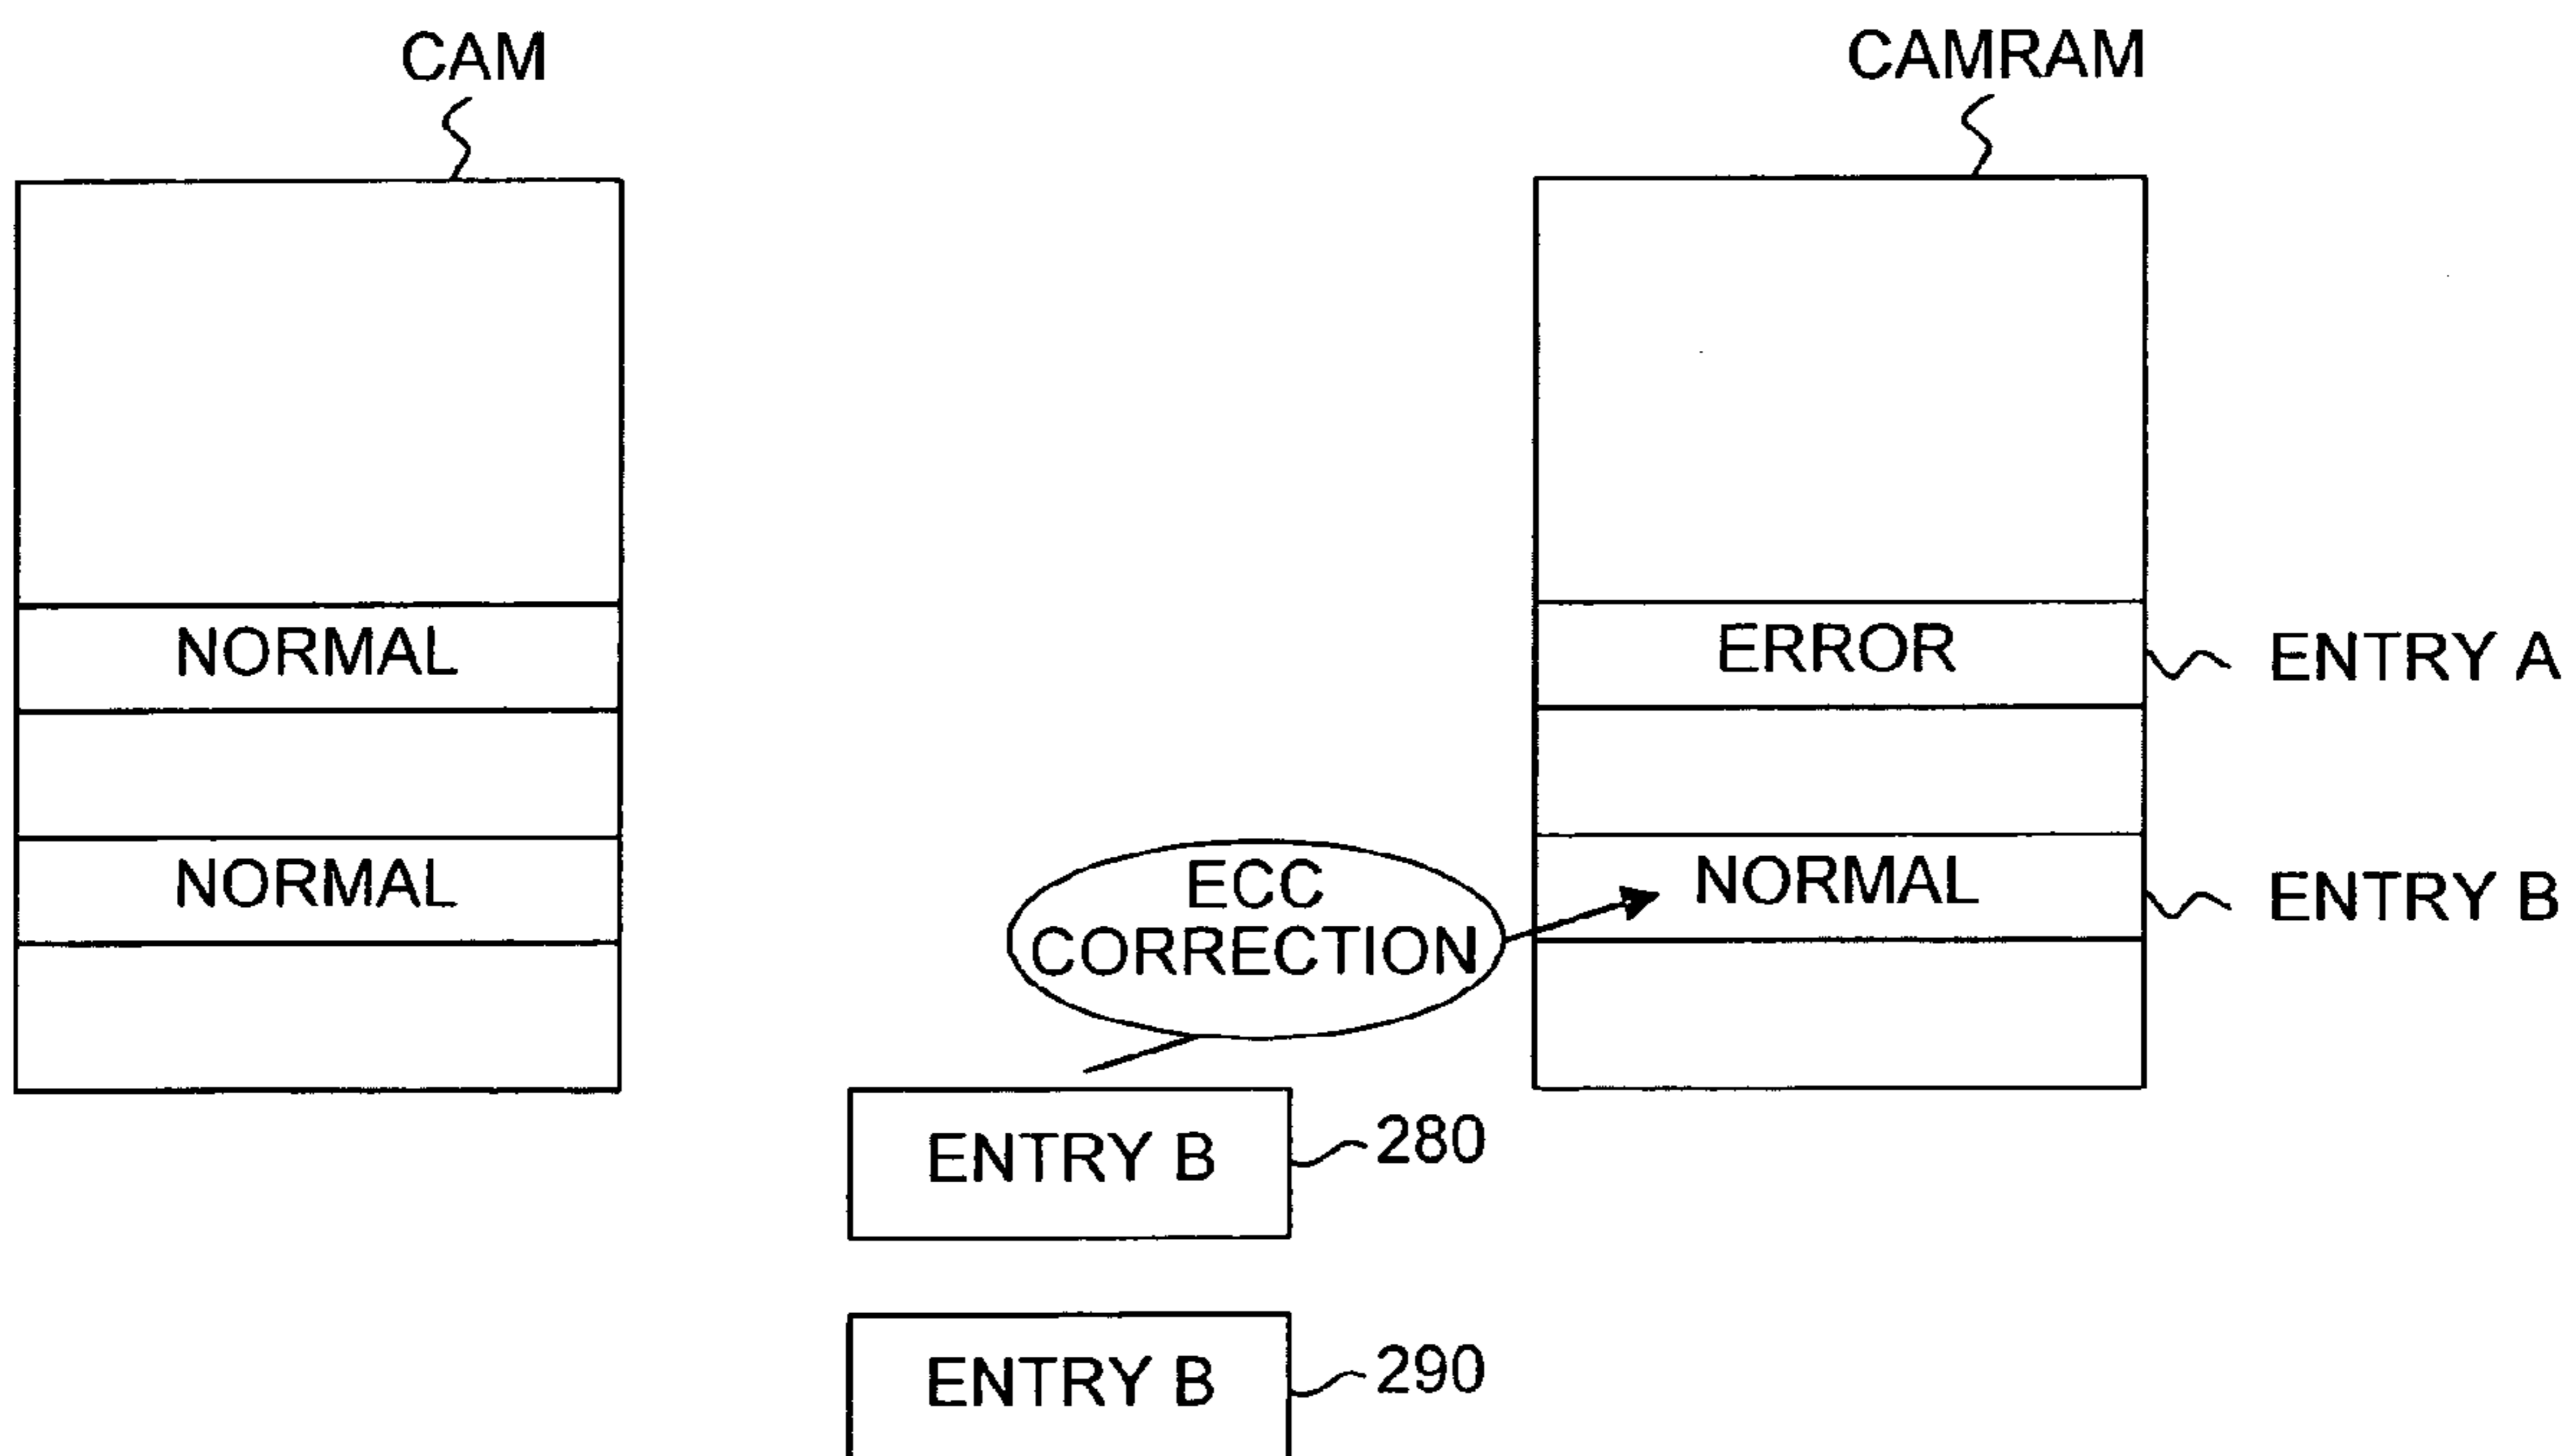 CAM
CAMRAM
NORMAL
ERROR
ENTRY A
NORMAL
ECC
CORRECTION
NORMAL
ENTRY B
ENTRY B
280
ENTRY B
290